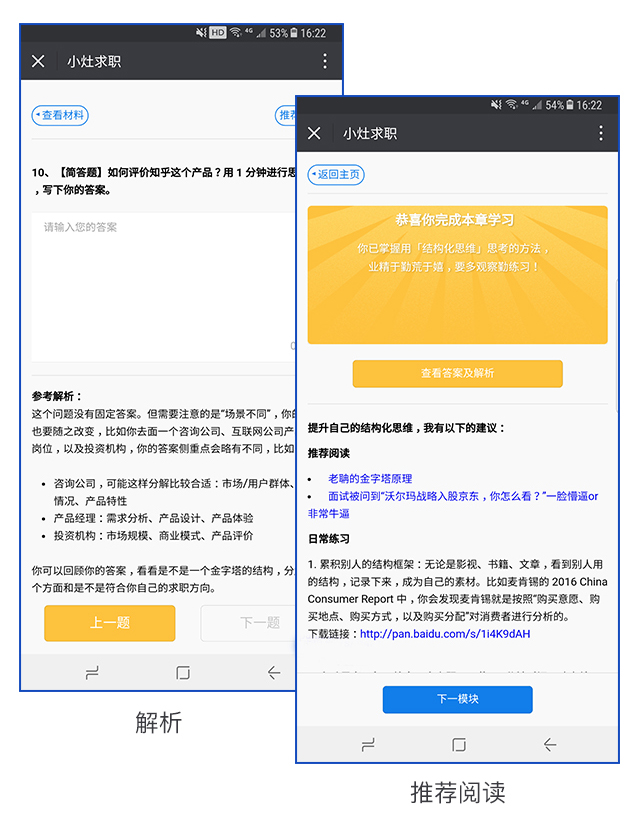 HD 4G 53% 16:22
小灶求职
查看材料
推荐
10、【简答题】如何评价知乎这个产品？用 1 分钟进行思
，写下你的答案。
请输入您的答案
0
参考解析：
这个问题没有固定答案。但需要注意的是“场景不同”，你的
也要随之改变，比如你去面一个咨询公司、互联网公司产
岗位，以及投资机构，你的答案侧重点会略有不同，比如
• 咨询公司，可能这样分解比较合适：市场/用户群体、
情况、产品特性
• 产品经理：需求分析、产品设计、产品体验
• 投资机构：市场规模、商业模式、产品评价
你可以回顾你的答案，看看是不是一个金字塔的结构，分
个方面和是不是符合你自己的求职方向。
上一题
下一题
解析
4G 54% 16:22
小灶求职
返回主页
恭喜你完成本章学习
你已掌握用「结构化思维」思考的方法，
业精于勤荒于嬉，要多观察勤练习！
查看答案及解析
提升自己的结构化思维，我有以下的建议：
推荐阅读
• 老聃的金字塔原理
• 面试被问到“沃尔玛战略入股京东，你怎么看？”一脸懵逼or
非常牛逼
日常练习
1. 累积别人的结构框架：无论是影视、书籍、文章，看到别人用
的结构，记录下来，成为自己的素材。比如麦肯锡的 2016 China
Consumer Report 中，你会发现麦肯锡就是按照“购买意愿、购
买地点、购买方式，以及购买分配”对消费者进行分析的。
下载链接：http://pan.baidu.com/s/1i4K9dAH
下一模块
推荐阅读